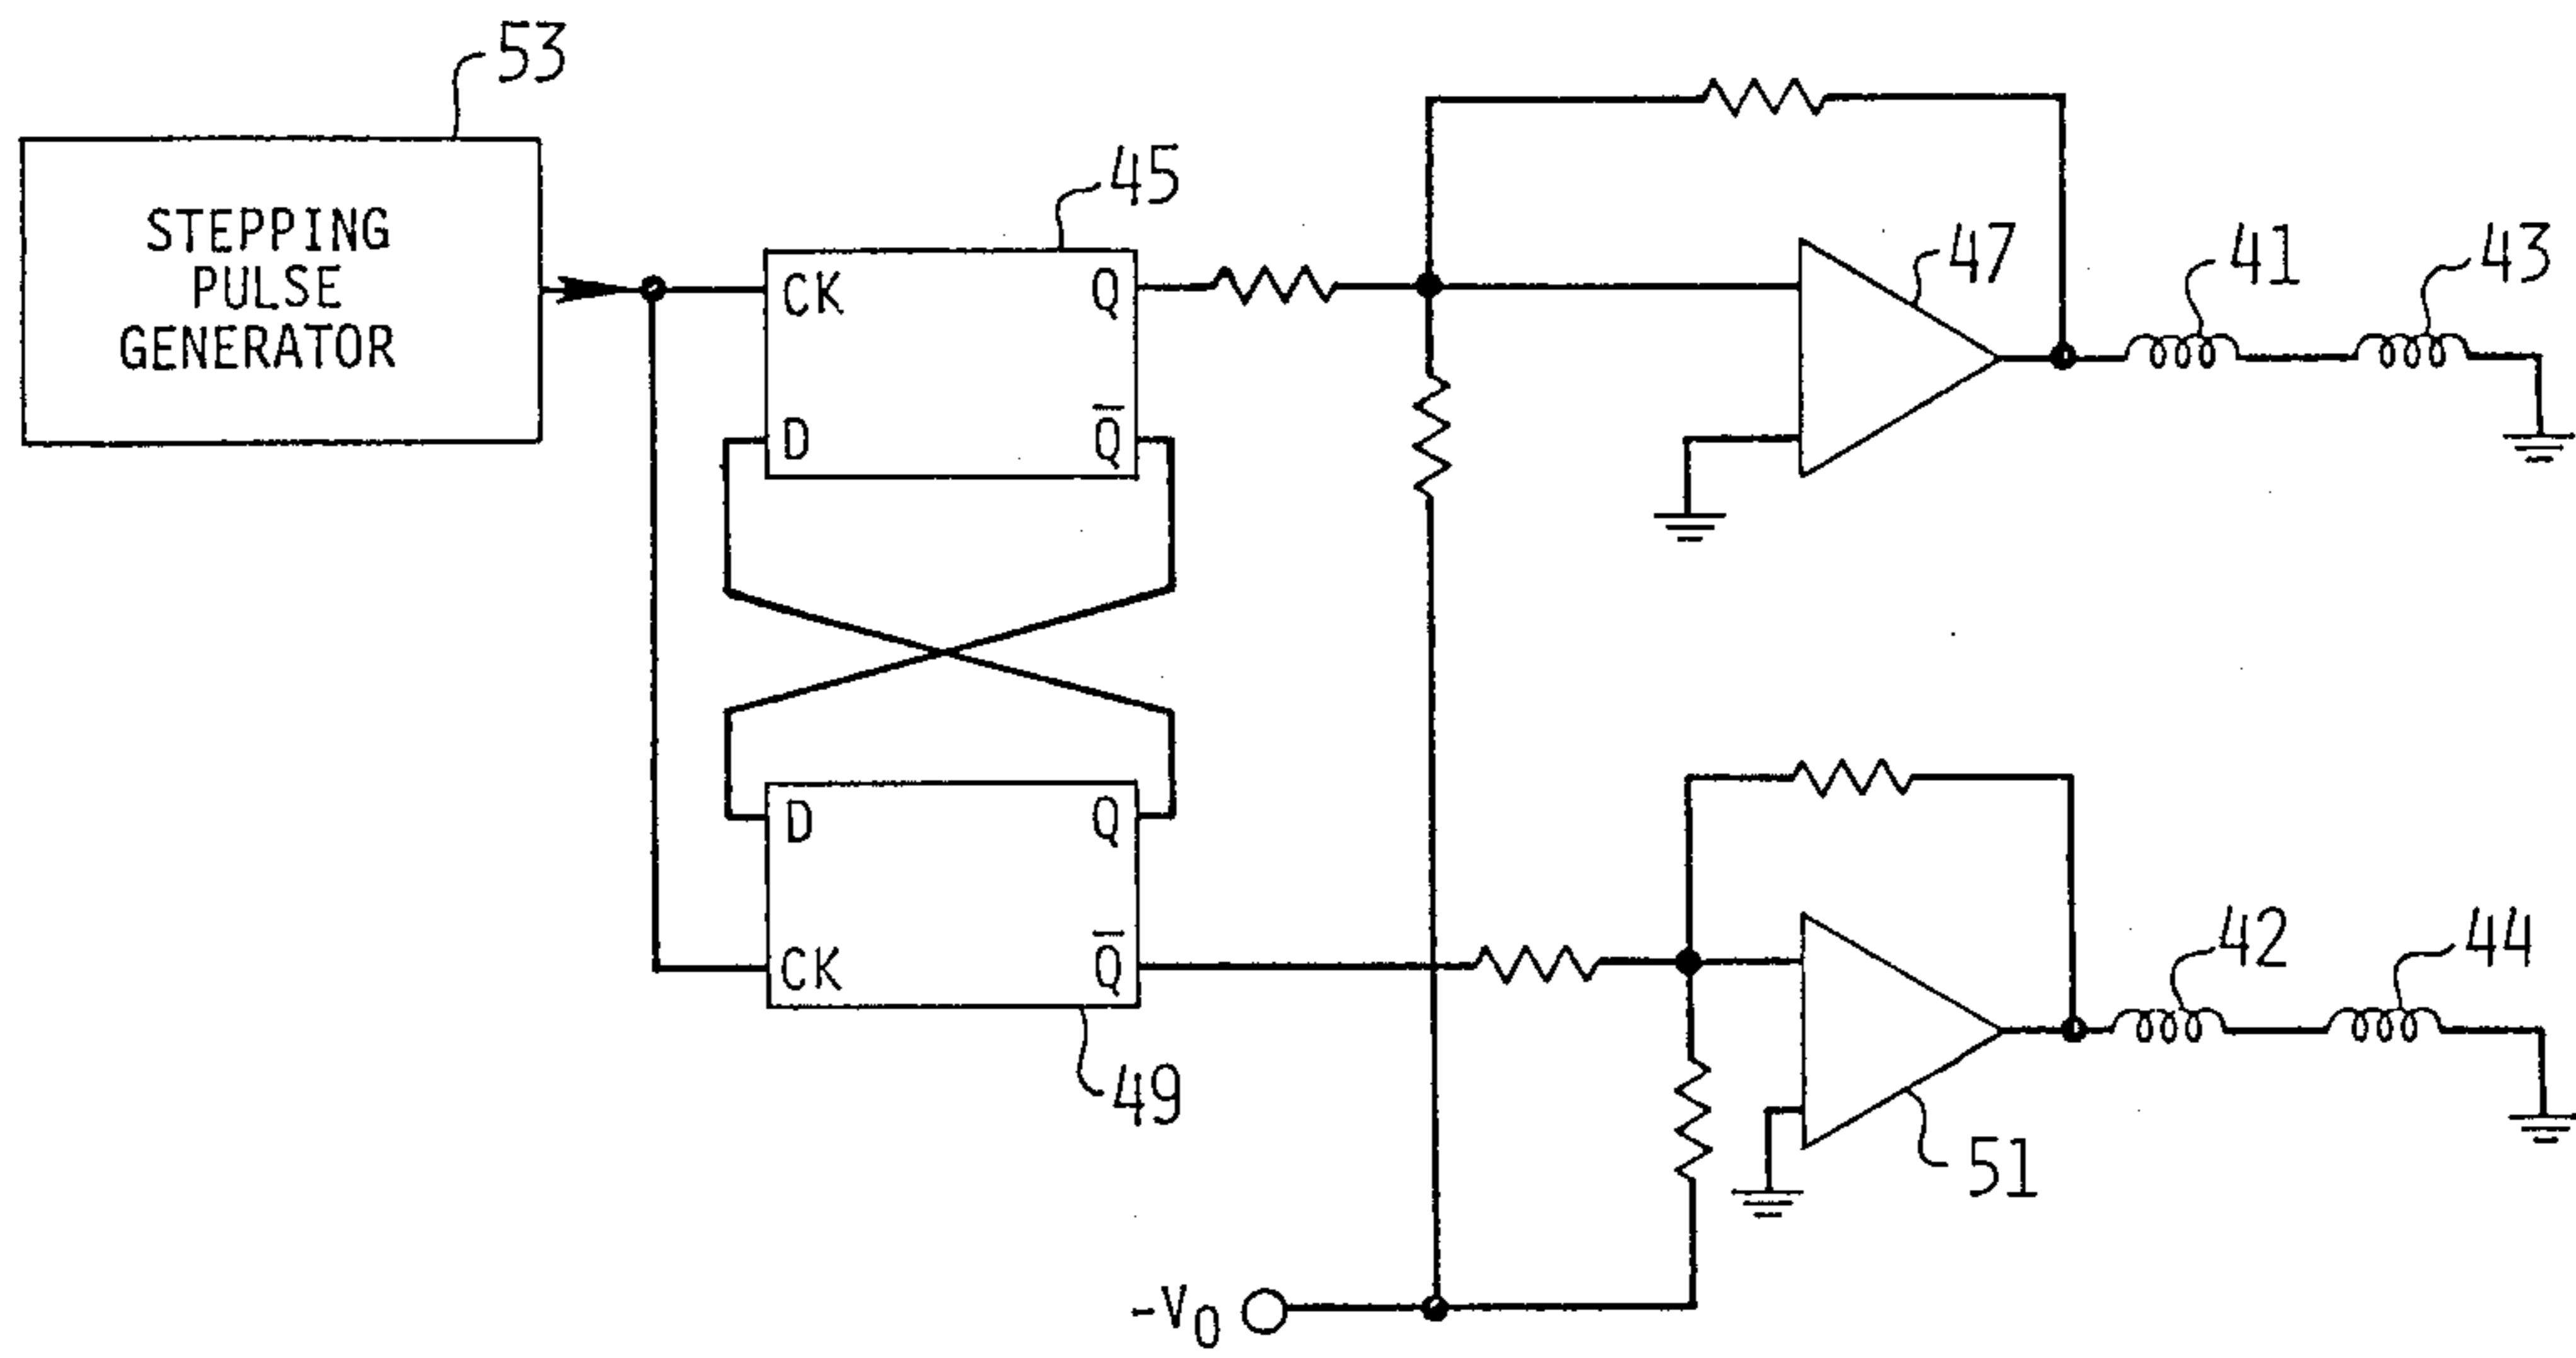 53
STEPPING
PULSE
GENERATOR
45
CK Q
D Q̅
47
41
43
D Q
CK Q̅
49
51
42
44
-V₀